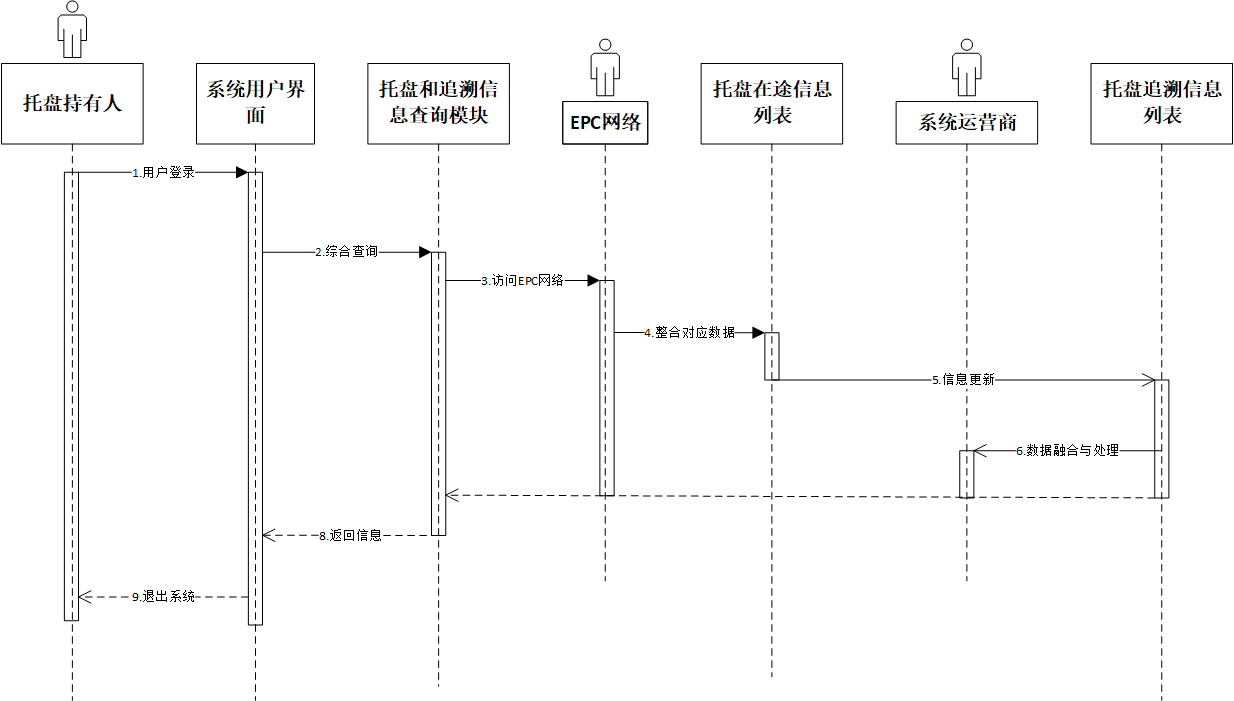 托盘持有人
系统用户界
面
托盘和追溯信
息查询模块
EPC网络
托盘在途信息
列表
系统运营商
托盘追溯信息
列表
1.用户登录
2.综合查询
3.访问EPC网络
4.整合对应数据
5.信息更新
6.数据融合与处理
8.返回信息
9.退出系统